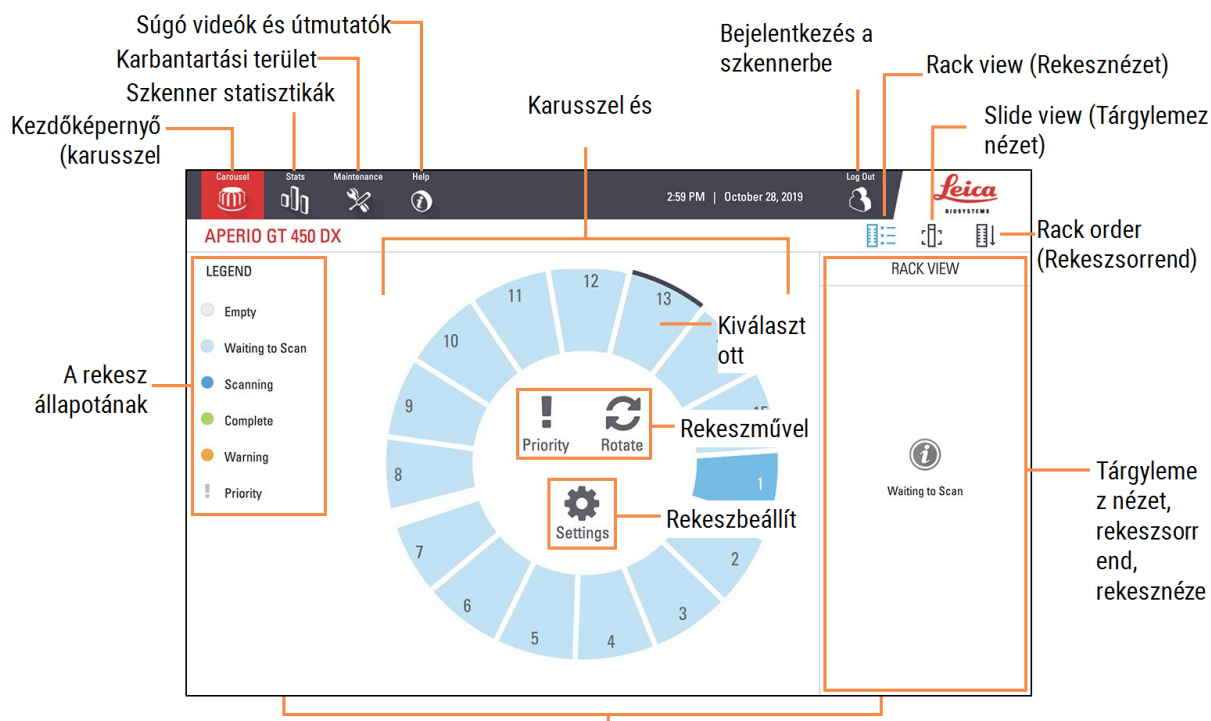 Súgó videók és útmutatók
Karbantartási terület
Szkenner statisztikák
Kezdőképernyő
(karusszel
Karusszel és
Bejelentkezés a
szkennerbe
Rack view (Rekesznézet)
Slide view (Tárgylemez
nézet)
Rack order
(Rekeszsorrend)
Carousel
Stats
Maintenance
Help
2:59 PM | October 28, 2019
Log Out
Leica
BIOSYSTEMS
APERIO GT 450 DX
LEGEND
Empty
Waiting to Scan
Scanning
Complete
Warning
Priority
A rekesz
állapotának
11
12
13
10
9
8
7
6
5
4
3
2
1
15
Kiválaszt
ott
Priority
Rotate
Rekeszművel
Settings
Rekeszbeállít
RACK VIEW
Waiting to Scan
Tárgyleme
z nézet,
rekeszsorr
end,
rekesznéze